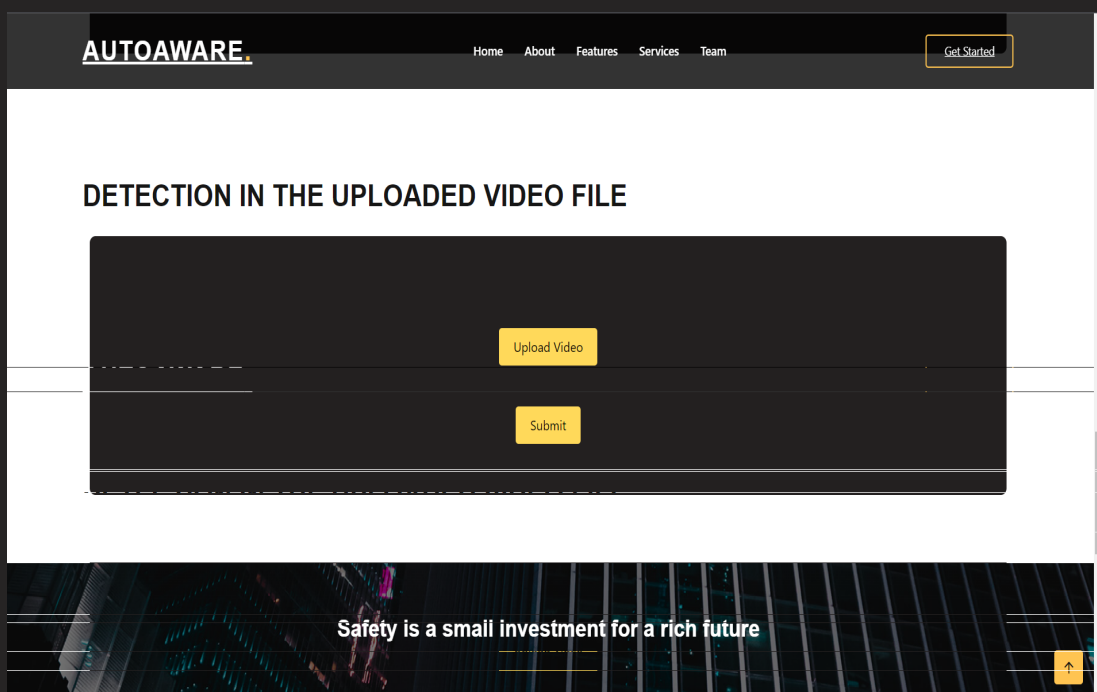 AUTOAWARE.
Home About Features Services Team
Get Started
DETECTION IN THE UPLOADED VIDEO FILE
Upload Video
Submit
Safety is a small investment for a rich future